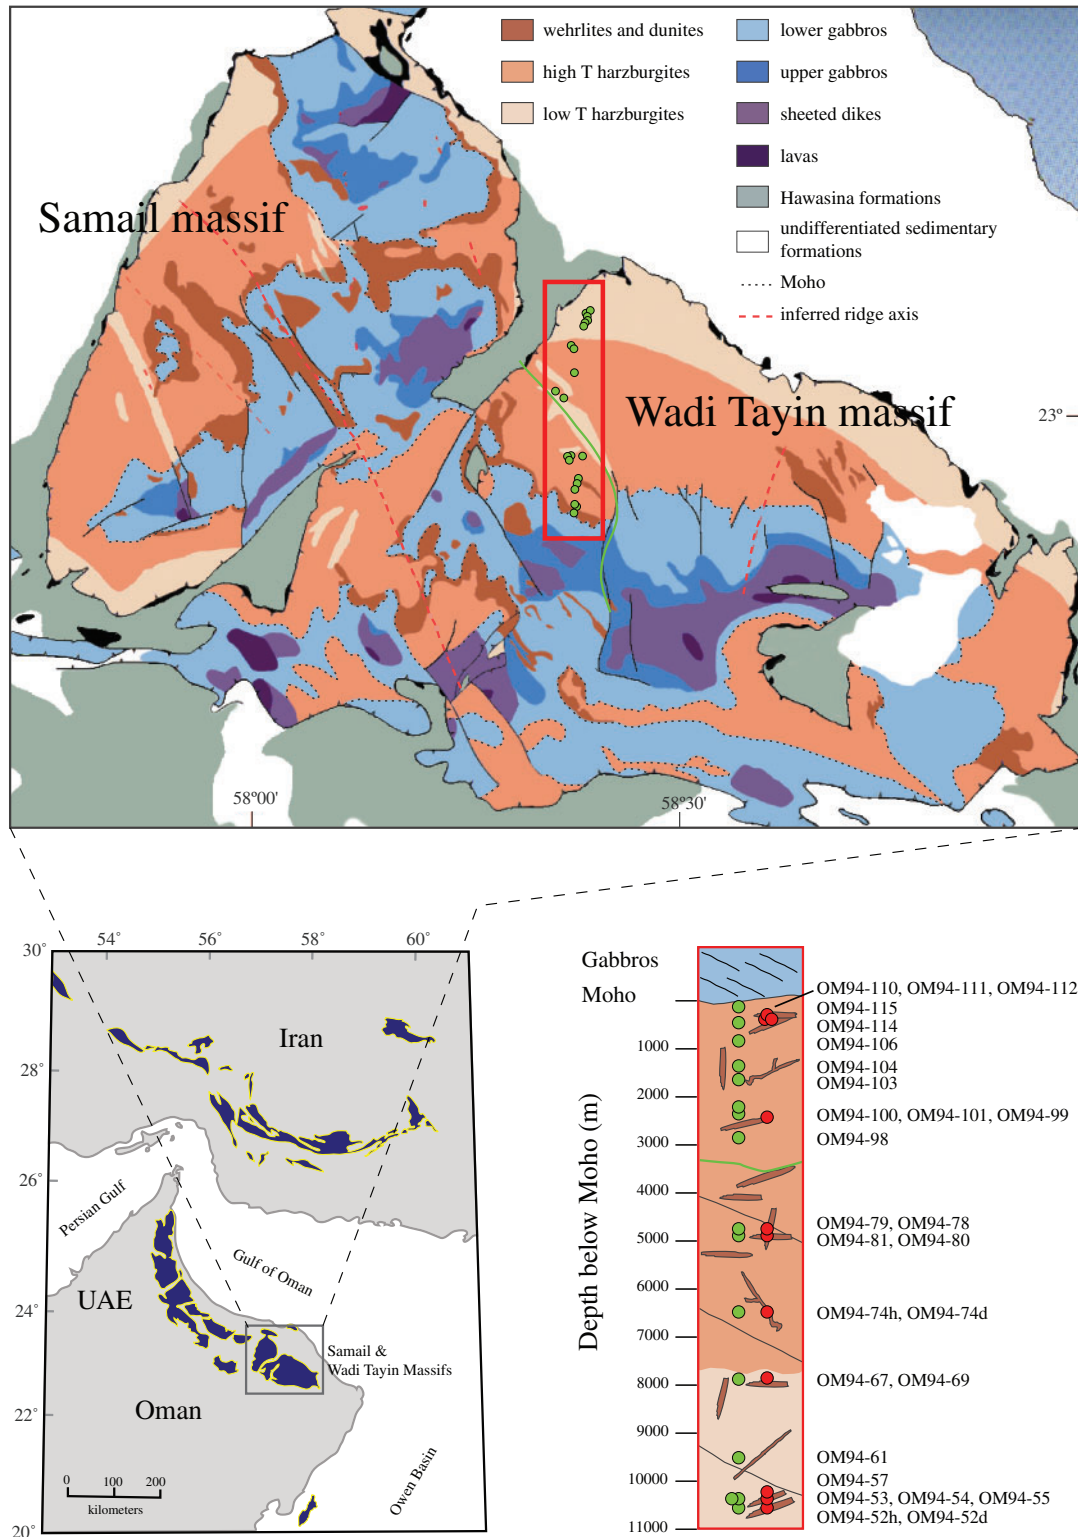 wehrlites and dunites
high T harzburgites
low T harzburgites
lower gabbros
upper gabbros
sheeted dikes
lavas
Hawasina formations
undifferentiated sedimentary
formations
Moho
inferred ridge axis
Samail massif
Wadi Tayin massif
23°
58°00'
58°30'
54°
56°
58°
60°
30°
28°
26°
24°
22°
20°
Iran
Persian Gulf
Gulf of Oman
UAE
Samail &
Wadi Tayin Massifs
Oman
Owen Basin
0 100 200
kilometers
Gabbros
Moho
Depth below Moho (m)
1000
2000
3000
4000
5000
6000
7000
8000
9000
10000
11000
OM94-110, OM94-111, OM94-112
OM94-115
OM94-114
OM94-106
OM94-104
OM94-103
OM94-100, OM94-101, OM94-99
OM94-98
OM94-79, OM94-78
OM94-81, OM94-80
OM94-74h, OM94-74d
OM94-67, OM94-69
OM94-61
OM94-57
OM94-53, OM94-54, OM94-55
OM94-52h, OM94-52d